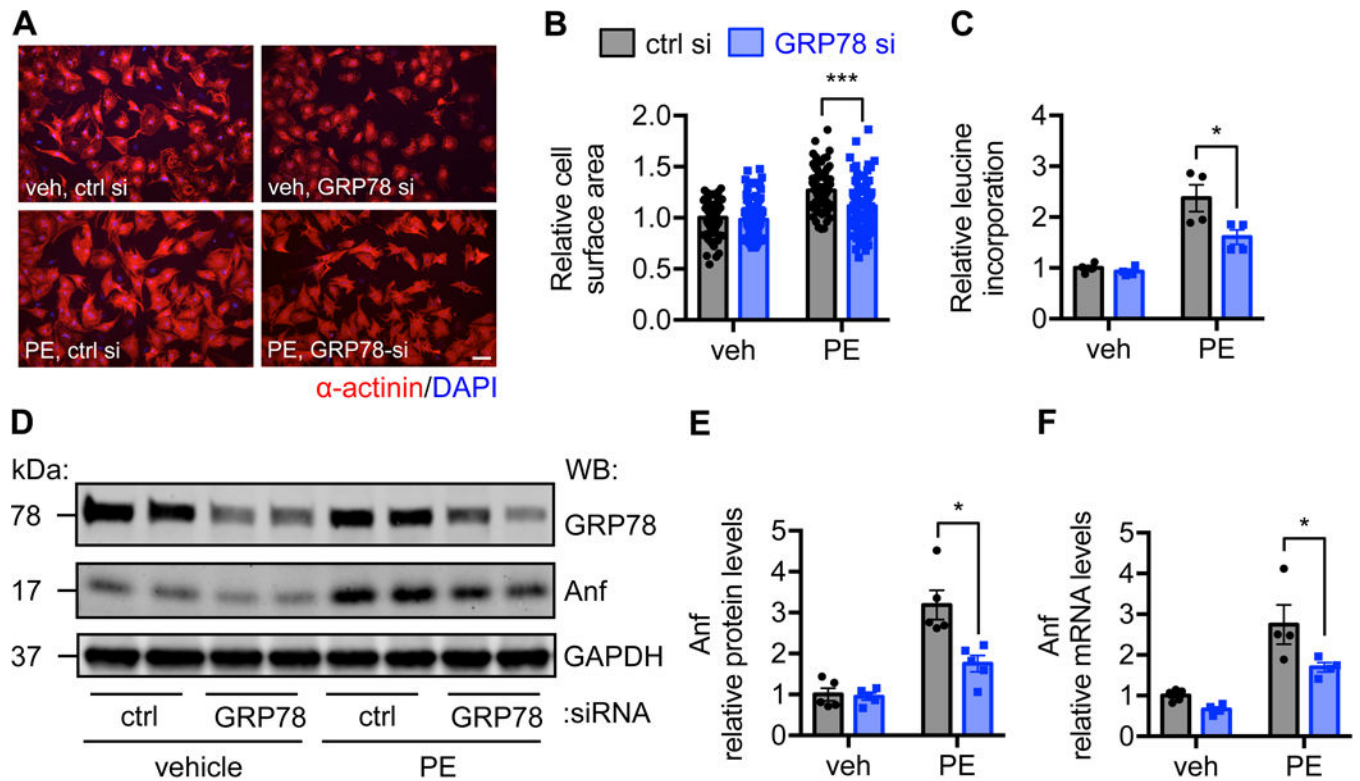 A
veh, ctrl si
veh, GRP78 si
PE, ctrl si
PE, GRP78-si
α-actinin/DAPI
B
ctrl si
GRP78 si
Relative cell
surface area
2.0
1.5
1.0
0.5
0.0
***
veh
PE
C
Relative leucine
incorporation
4
3
2
1
0
*
veh
PE
D
kDa:
WB:
78
GRP78
17
Anf
37
GAPDH
ctrl
GRP78
ctrl
GRP78
:siRNA
vehicle
PE
E
Anf
relative protein levels
5
4
3
2
1
0
*
veh
PE
F
Anf
relative mRNA levels
5
4
3
2
1
0
*
veh
PE